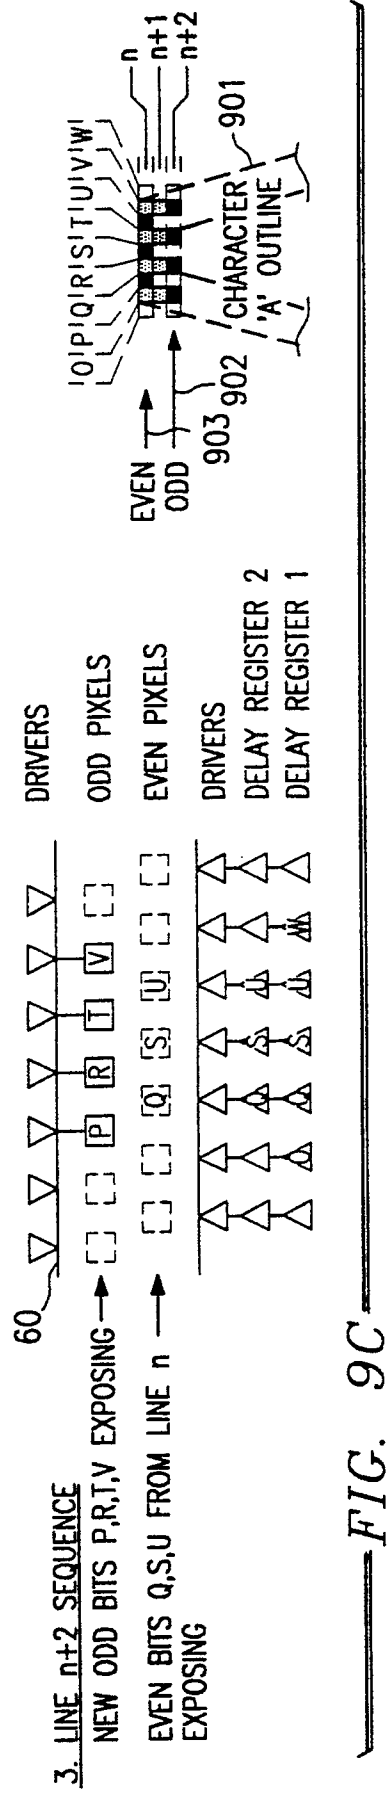 3. LINE n+2 SEQUENCE
NEW ODD BITS P,R,T,V EXPOSING
EVEN BITS Q,S,U FROM LINE n
EXPOSING
60
DRIVERS
P R T V
ODD PIXELS
Q S U
EVEN PIXELS
DRIVERS
Q S U
DELAY REGISTER 2
O Q S U W
DELAY REGISTER 1
O P Q R S T U V W
n
n+1
n+2
EVEN
ODD
903
902
901
CHARACTER
'A' OUTLINE
FIG. 9C